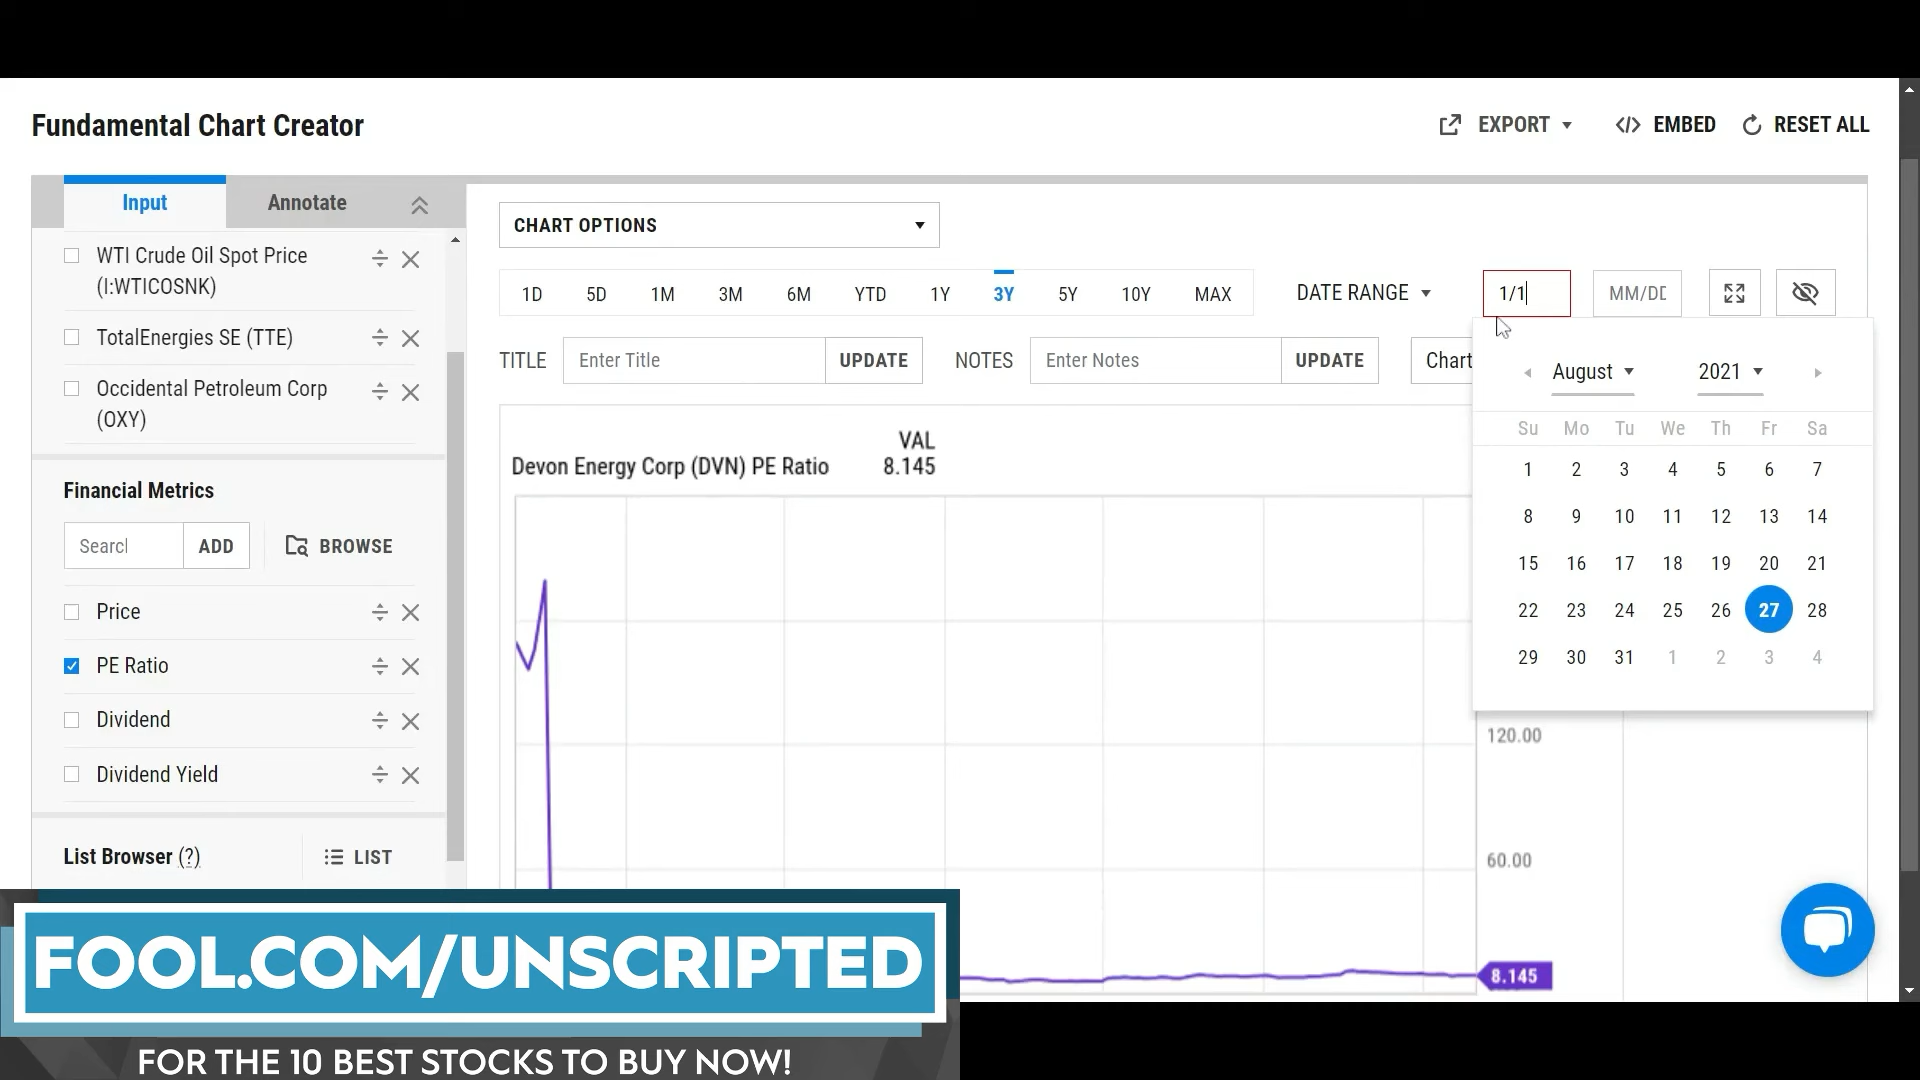 Fundamental Chart Creator
EXPORT
</> EMBED
RESET ALL
Input
Annotate
WTI Crude Oil Spot Price
(I:WTICOSNK)
TotalEnergies SE (TTE)
Occidental Petroleum Corp
(OXY)
Financial Metrics
Search
ADD
BROWSE
Price
PE Ratio
Dividend
Dividend Yield
List Browser (?)
LIST
CHART OPTIONS
1D 5D 1M 3M 6M YTD 1Y 3Y 5Y 10Y MAX
DATE RANGE
1/1
MM/DD
TITLE
Enter Title
UPDATE
NOTES
Enter Notes
UPDATE
Chart
VAL
Devon Energy Corp (DVN) PE Ratio 8.145
August 2021
Su Mo Tu We Th Fr Sa
1 2 3 4 5 6 7
8 9 10 11 12 13 14
15 16 17 18 19 20 21
22 23 24 25 26 27 28
29 30 31 1 2 3 4
120.00
60.00
8.145
FOOL.COM/UNSCRIPTED
FOR THE 10 BEST STOCKS TO BUY NOW!